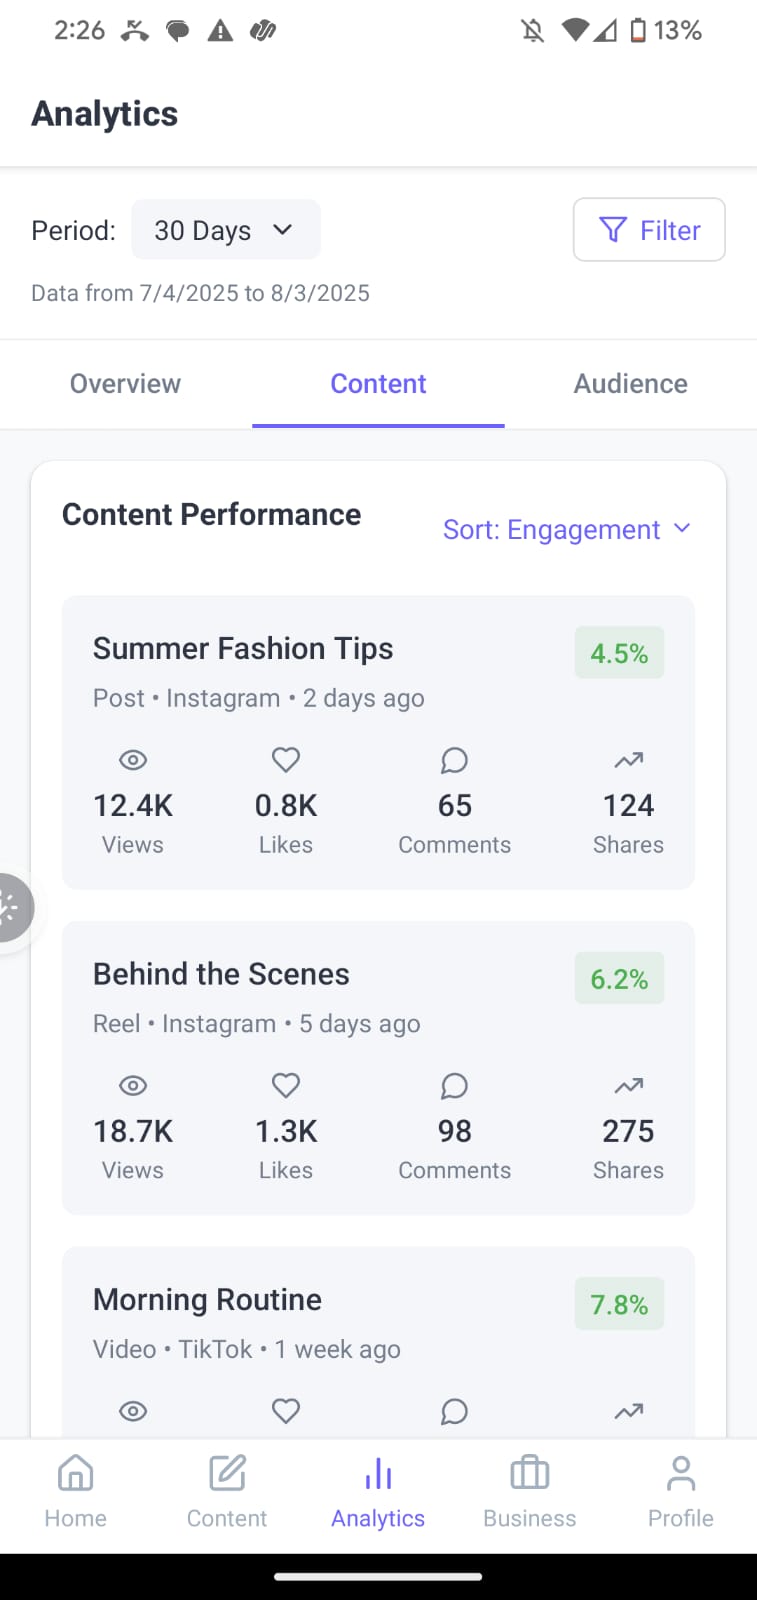 2:26
13%
Analytics
Period: 30 Days
Filter
Data from 7/4/2025 to 8/3/2025
Overview Content Audience
Content Performance
Sort: Engagement
Summer Fashion Tips
4.5%
Post • Instagram • 2 days ago
12.4K 0.8K 65 124
Views Likes Comments Shares
Behind the Scenes
6.2%
Reel • Instagram • 5 days ago
18.7K 1.3K 98 275
Views Likes Comments Shares
Morning Routine
7.8%
Video • TikTok • 1 week ago
Home Content Analytics Business Profile